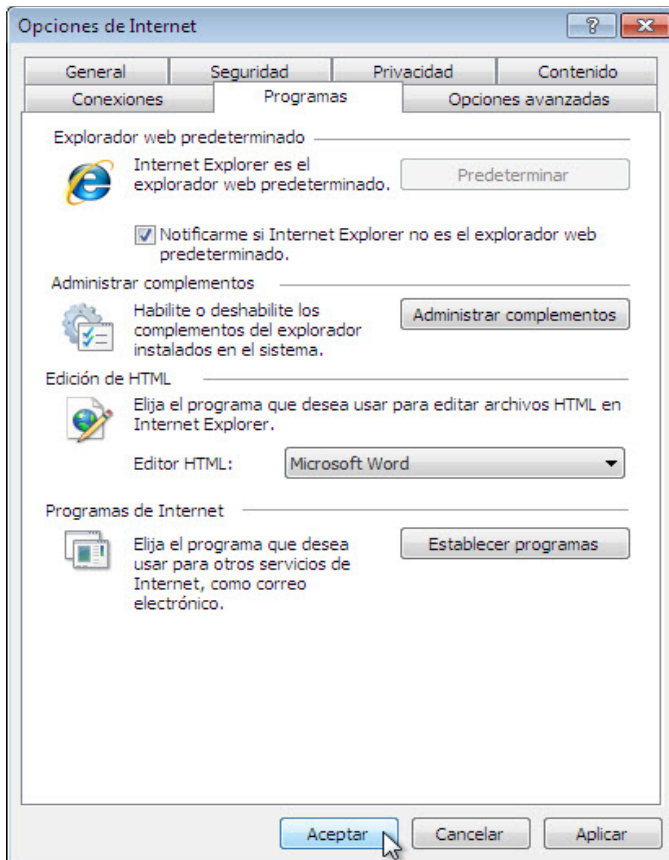 Opciones de Internet
General Seguridad Privacidad Contenido
Conexiones Programas Opciones avanzadas
Explorador web predeterminado
Internet Explorer es el
explorador web predeterminado.
Predeterminar
Notificarme si Internet Explorer no es el explorador web
predeterminado.
Administrar complementos
Habilite o deshabilite los
complementos del explorador
instalados en el sistema.
Administrar complementos
Edición de HTML
Elija el programa que desea usar para editar archivos HTML en
Internet Explorer.
Editor HTML: Microsoft Word
Programas de Internet
Elija el programa que desea
usar para otros servicios de
Internet, como correo
electrónico.
Establecer programas
Aceptar Cancelar Aplicar